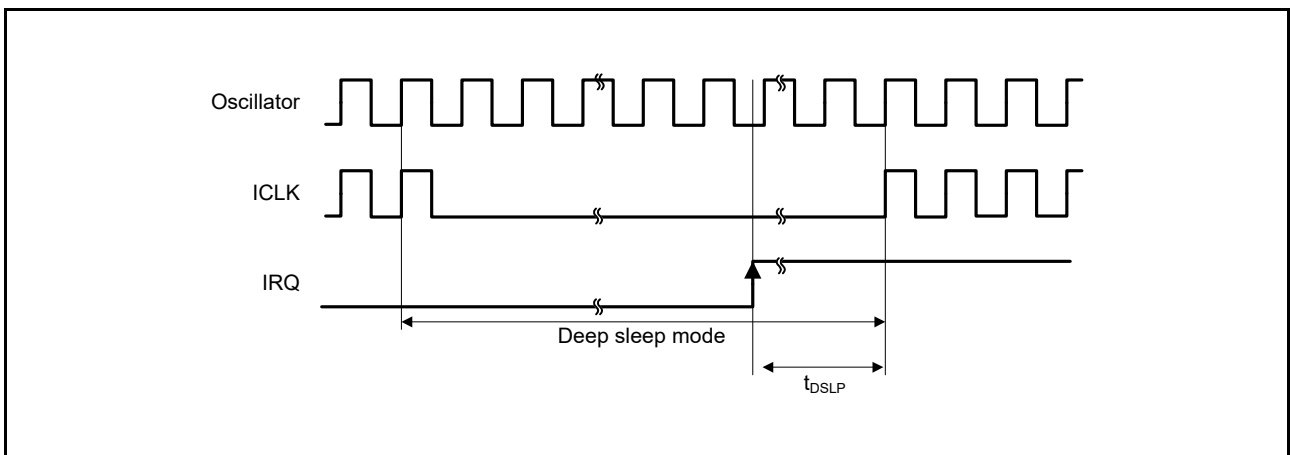 Oscillator
ICLK
IRQ
Deep sleep mode
tDSLP